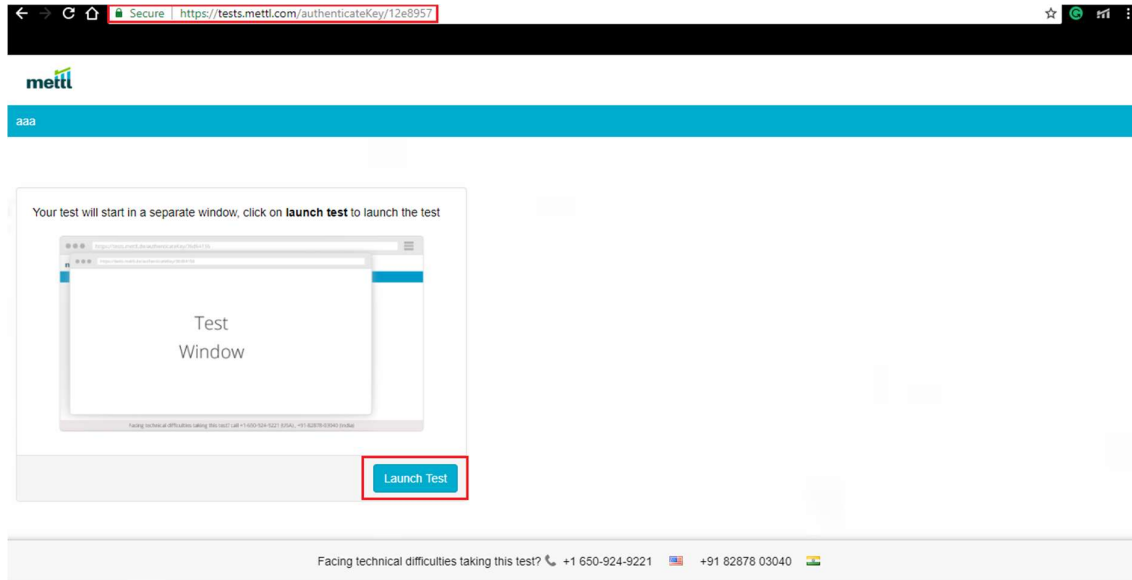 Secure | https://tests.mettl.com/authenticateKey/12e8957
mettl
aaa
Your test will start in a separate window, click on launch test to launch the test
Test
Window
Launch Test
Facing technical difficulties taking this test? +1 650-924-9221 +91 82878 03040